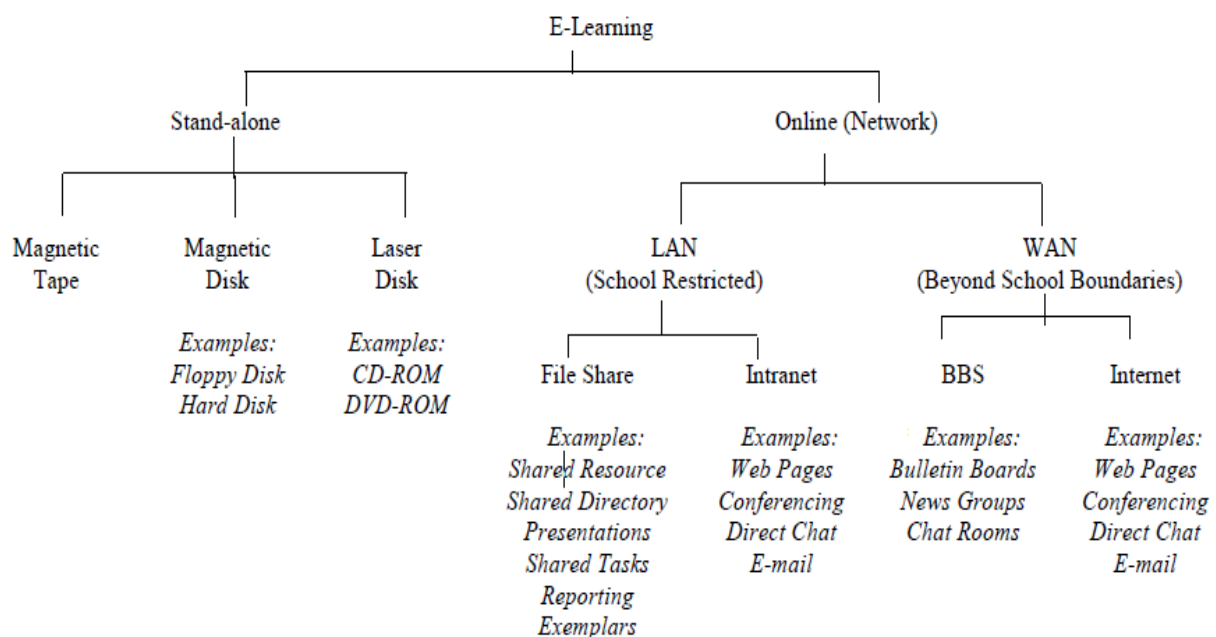 E-Learning
Stand-alone
Online (Network)
Magnetic
Tape
Magnetic
Disk
Examples:
Floppy Disk
Hard Disk
Laser
Disk
Examples:
CD-ROM
DVD-ROM
LAN
(School Restricted)
WAN
(Beyond School Boundaries)
File Share
Examples:
Shared Resource
Shared Directory
Presentations
Shared Tasks
Reporting
Exemplars
Intranet
Examples:
Web Pages
Conferencing
Direct Chat
E-mail
BBS
Examples:
Bulletin Boards
News Groups
Chat Rooms
Internet
Examples:
Web Pages
Conferencing
Direct Chat
E-mail